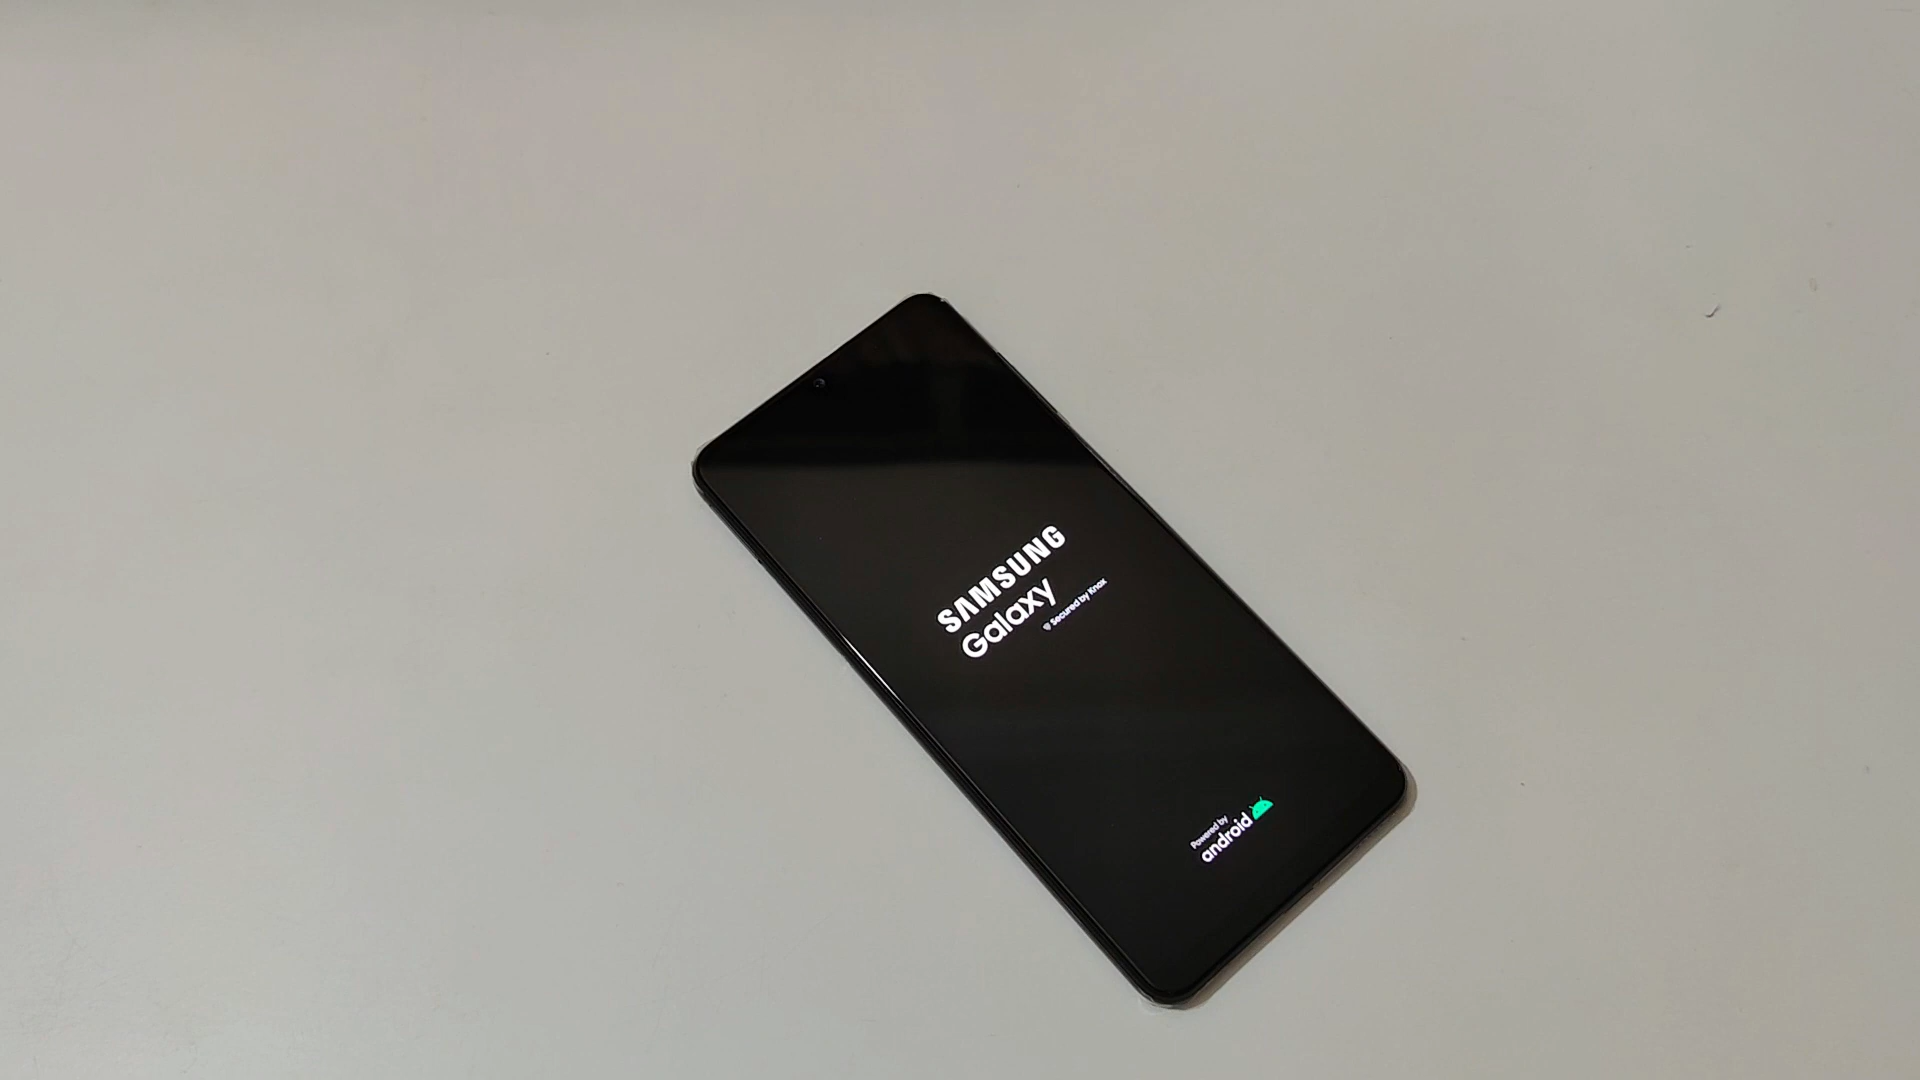 SAMSUNG
Galaxy
Secured by Knox
Powered by
android